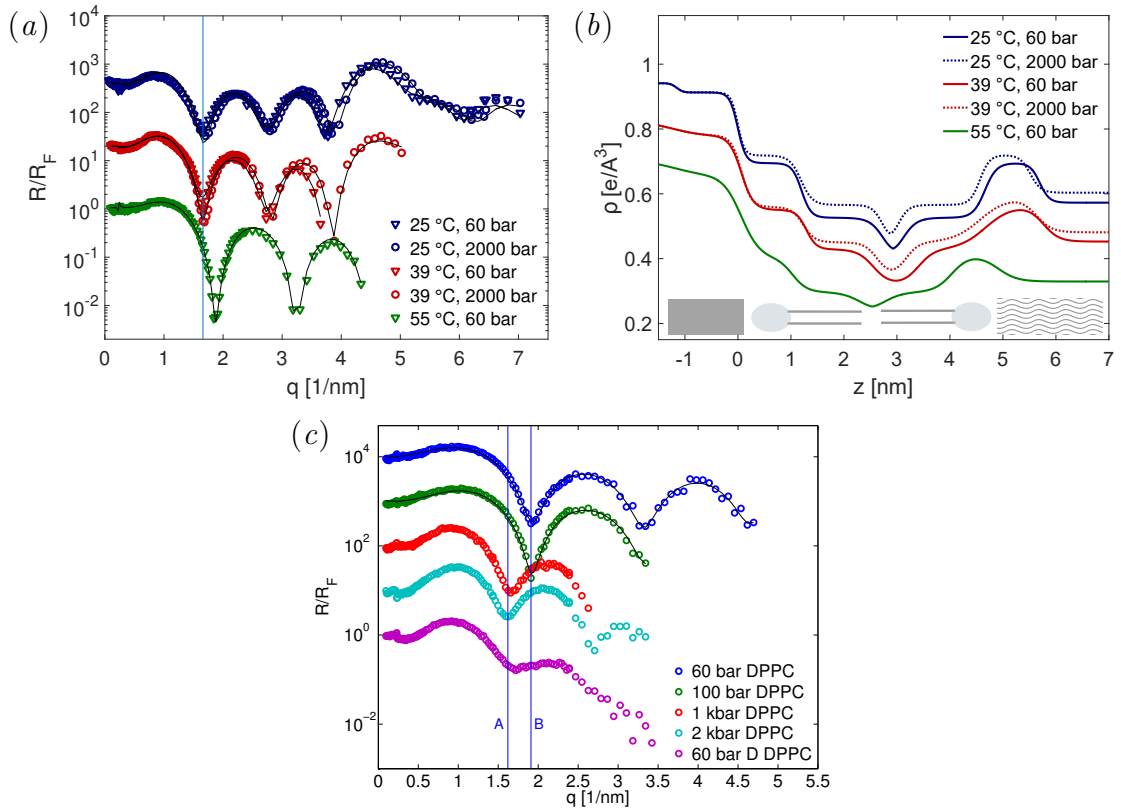 (a)
R/R_F
10^3
10^2
10^1
10^0
10^-1
10^-2
25 °C, 60 bar
25 °C, 2000 bar
39 °C, 60 bar
39 °C, 2000 bar
55 °C, 60 bar
0 1 2 3 4 5 6 7
q [1/nm]
(b)
ρ [e/A^3]
1
0.8
0.6
0.4
0.2
25 °C, 60 bar
25 °C, 2000 bar
39 °C, 60 bar
39 °C, 2000 bar
55 °C, 60 bar
-1 0 1 2 3 4 5 6 7
z [nm]
(c)
R/R_F
10^4
10^2
10^0
10^-2
A B
60 bar DPPC
100 bar DPPC
1 kbar DPPC
2 kbar DPPC
60 bar D DPPC
0 0.5 1 1.5 2 2.5 3 3.5 4 4.5 5 5.5
q [1/nm]